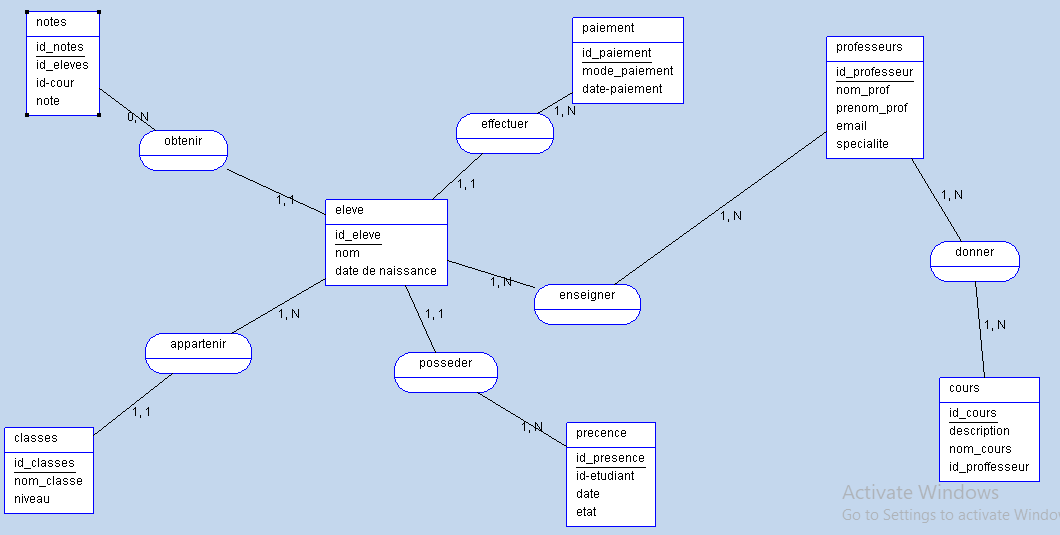 notes
id_notes
id_eleves
id-cour
note
0, N
obtenir
1, 1
paiement
id_paiement
mode_paiement
date-paiement
1, N
effectuer
1, 1
professeurs
id_professeur
nom_prof
prenom_prof
email
specialite
1, N
donner
1, N
cours
id_cours
description
nom_cours
id_proffesseur
1, N
enseigner
1, N
eleve
id_eleve
nom
date de naissance
1, N
appartenir
1, 1
classes
id_classes
nom_classe
niveau
1, 1
posseder
1, N
precence
id_presence
id-etudiant
date
etat
Activate Windows
Go to Settings to activate Windo